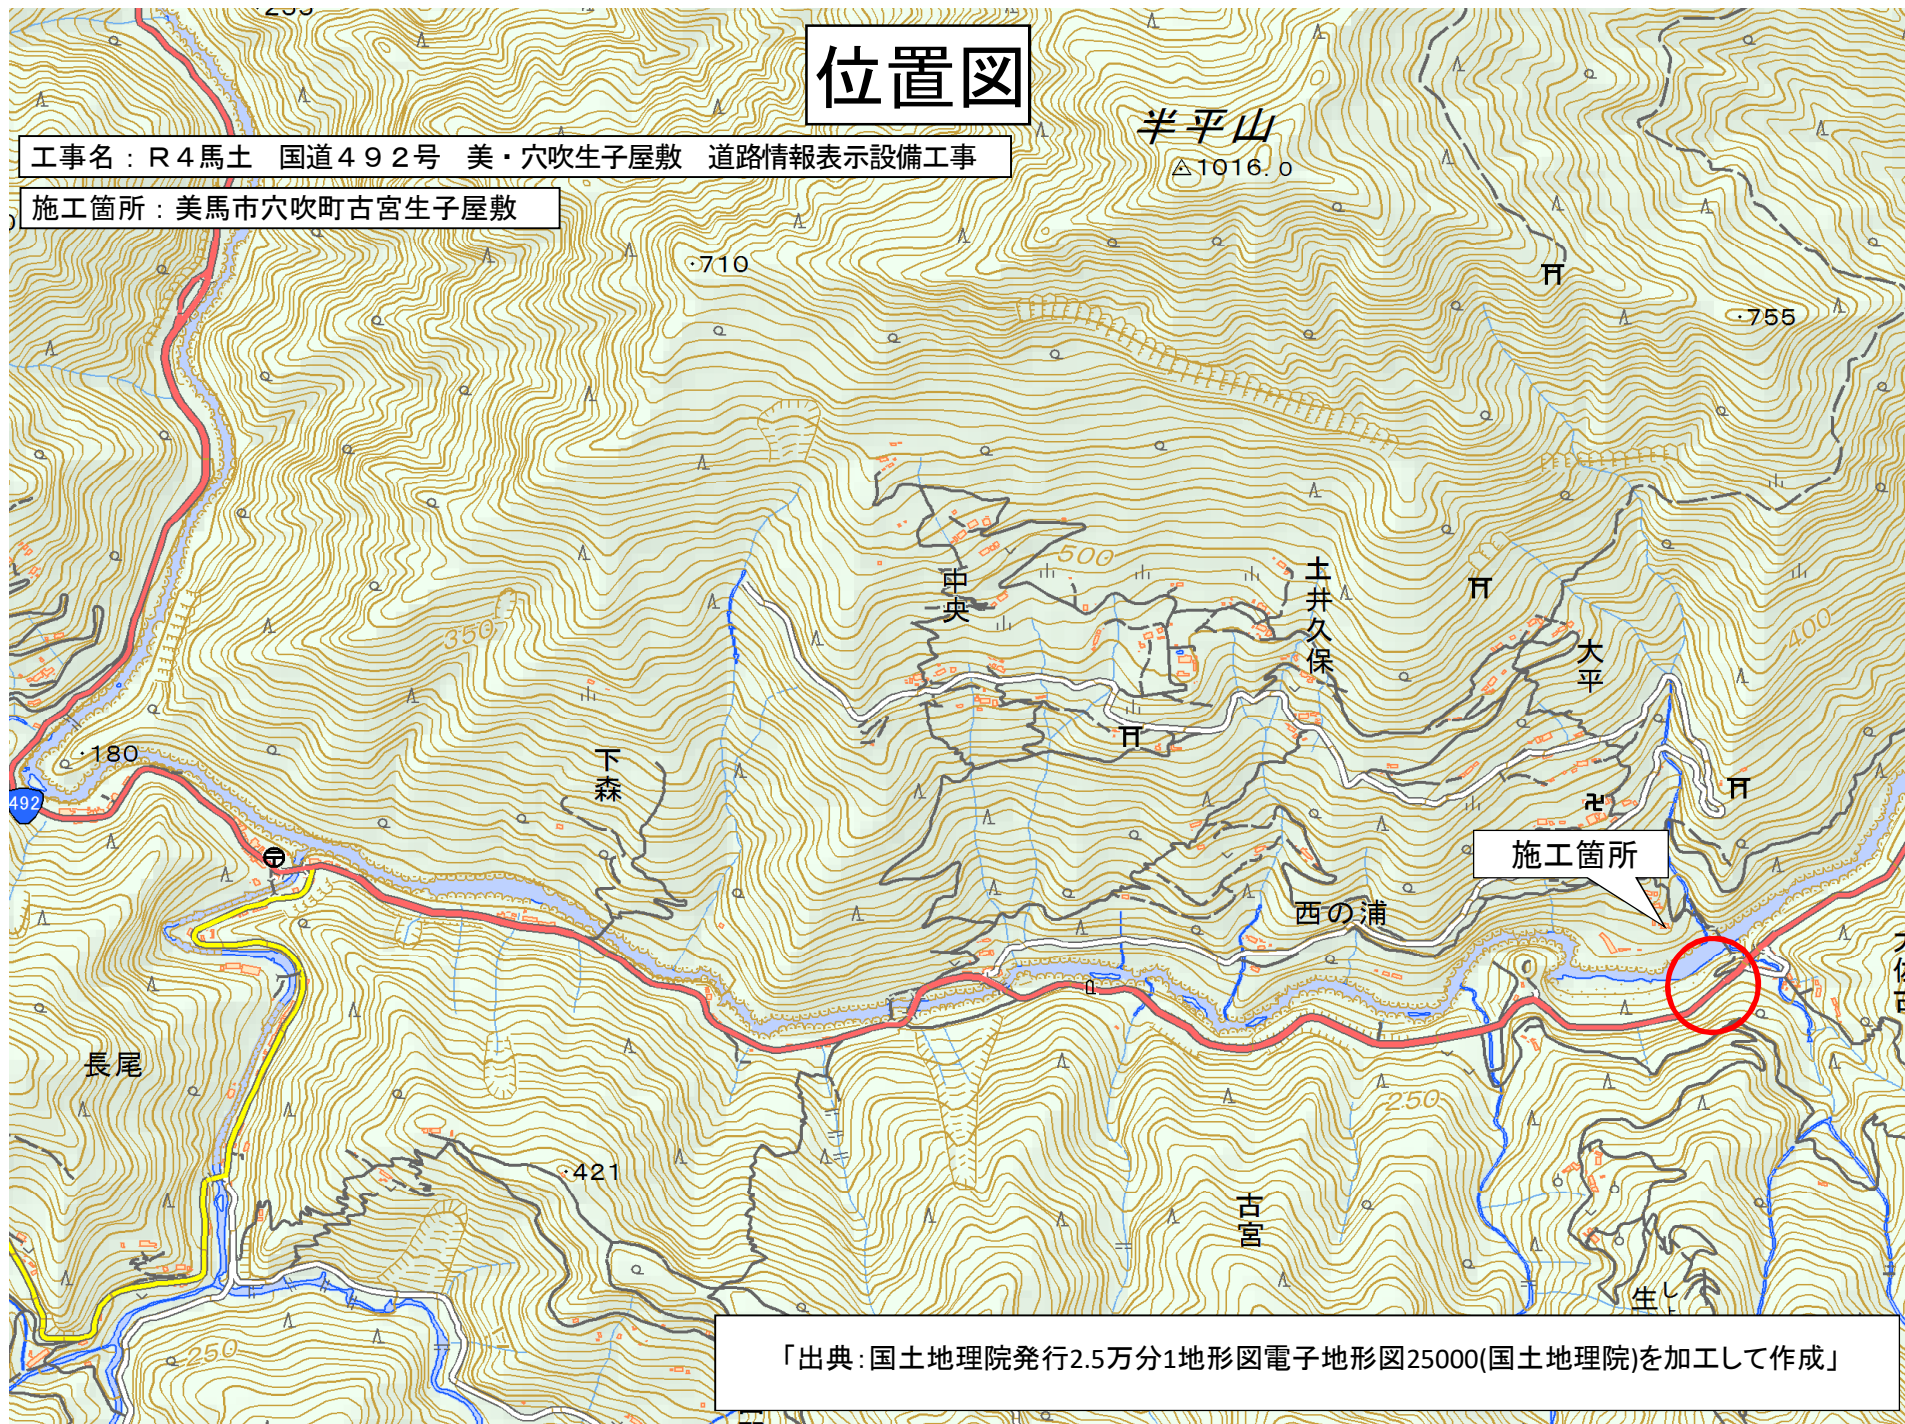 位置図
工事名：Ｒ４馬土　国道４９２号　美・穴吹生子屋敷　道路情報表示設備工事
施工箇所：美馬市穴吹町古宮生子屋敷
半平山
1016.0
・710
・755
500
中央
土井久保
350
大平
400
・180
下森
492
施工箇所
西の浦
長尾
250
・421
古宮
生
250
「出典：国土地理院発行2.5万分1地形図電子地形図25000(国土地理院)を加工して作成」